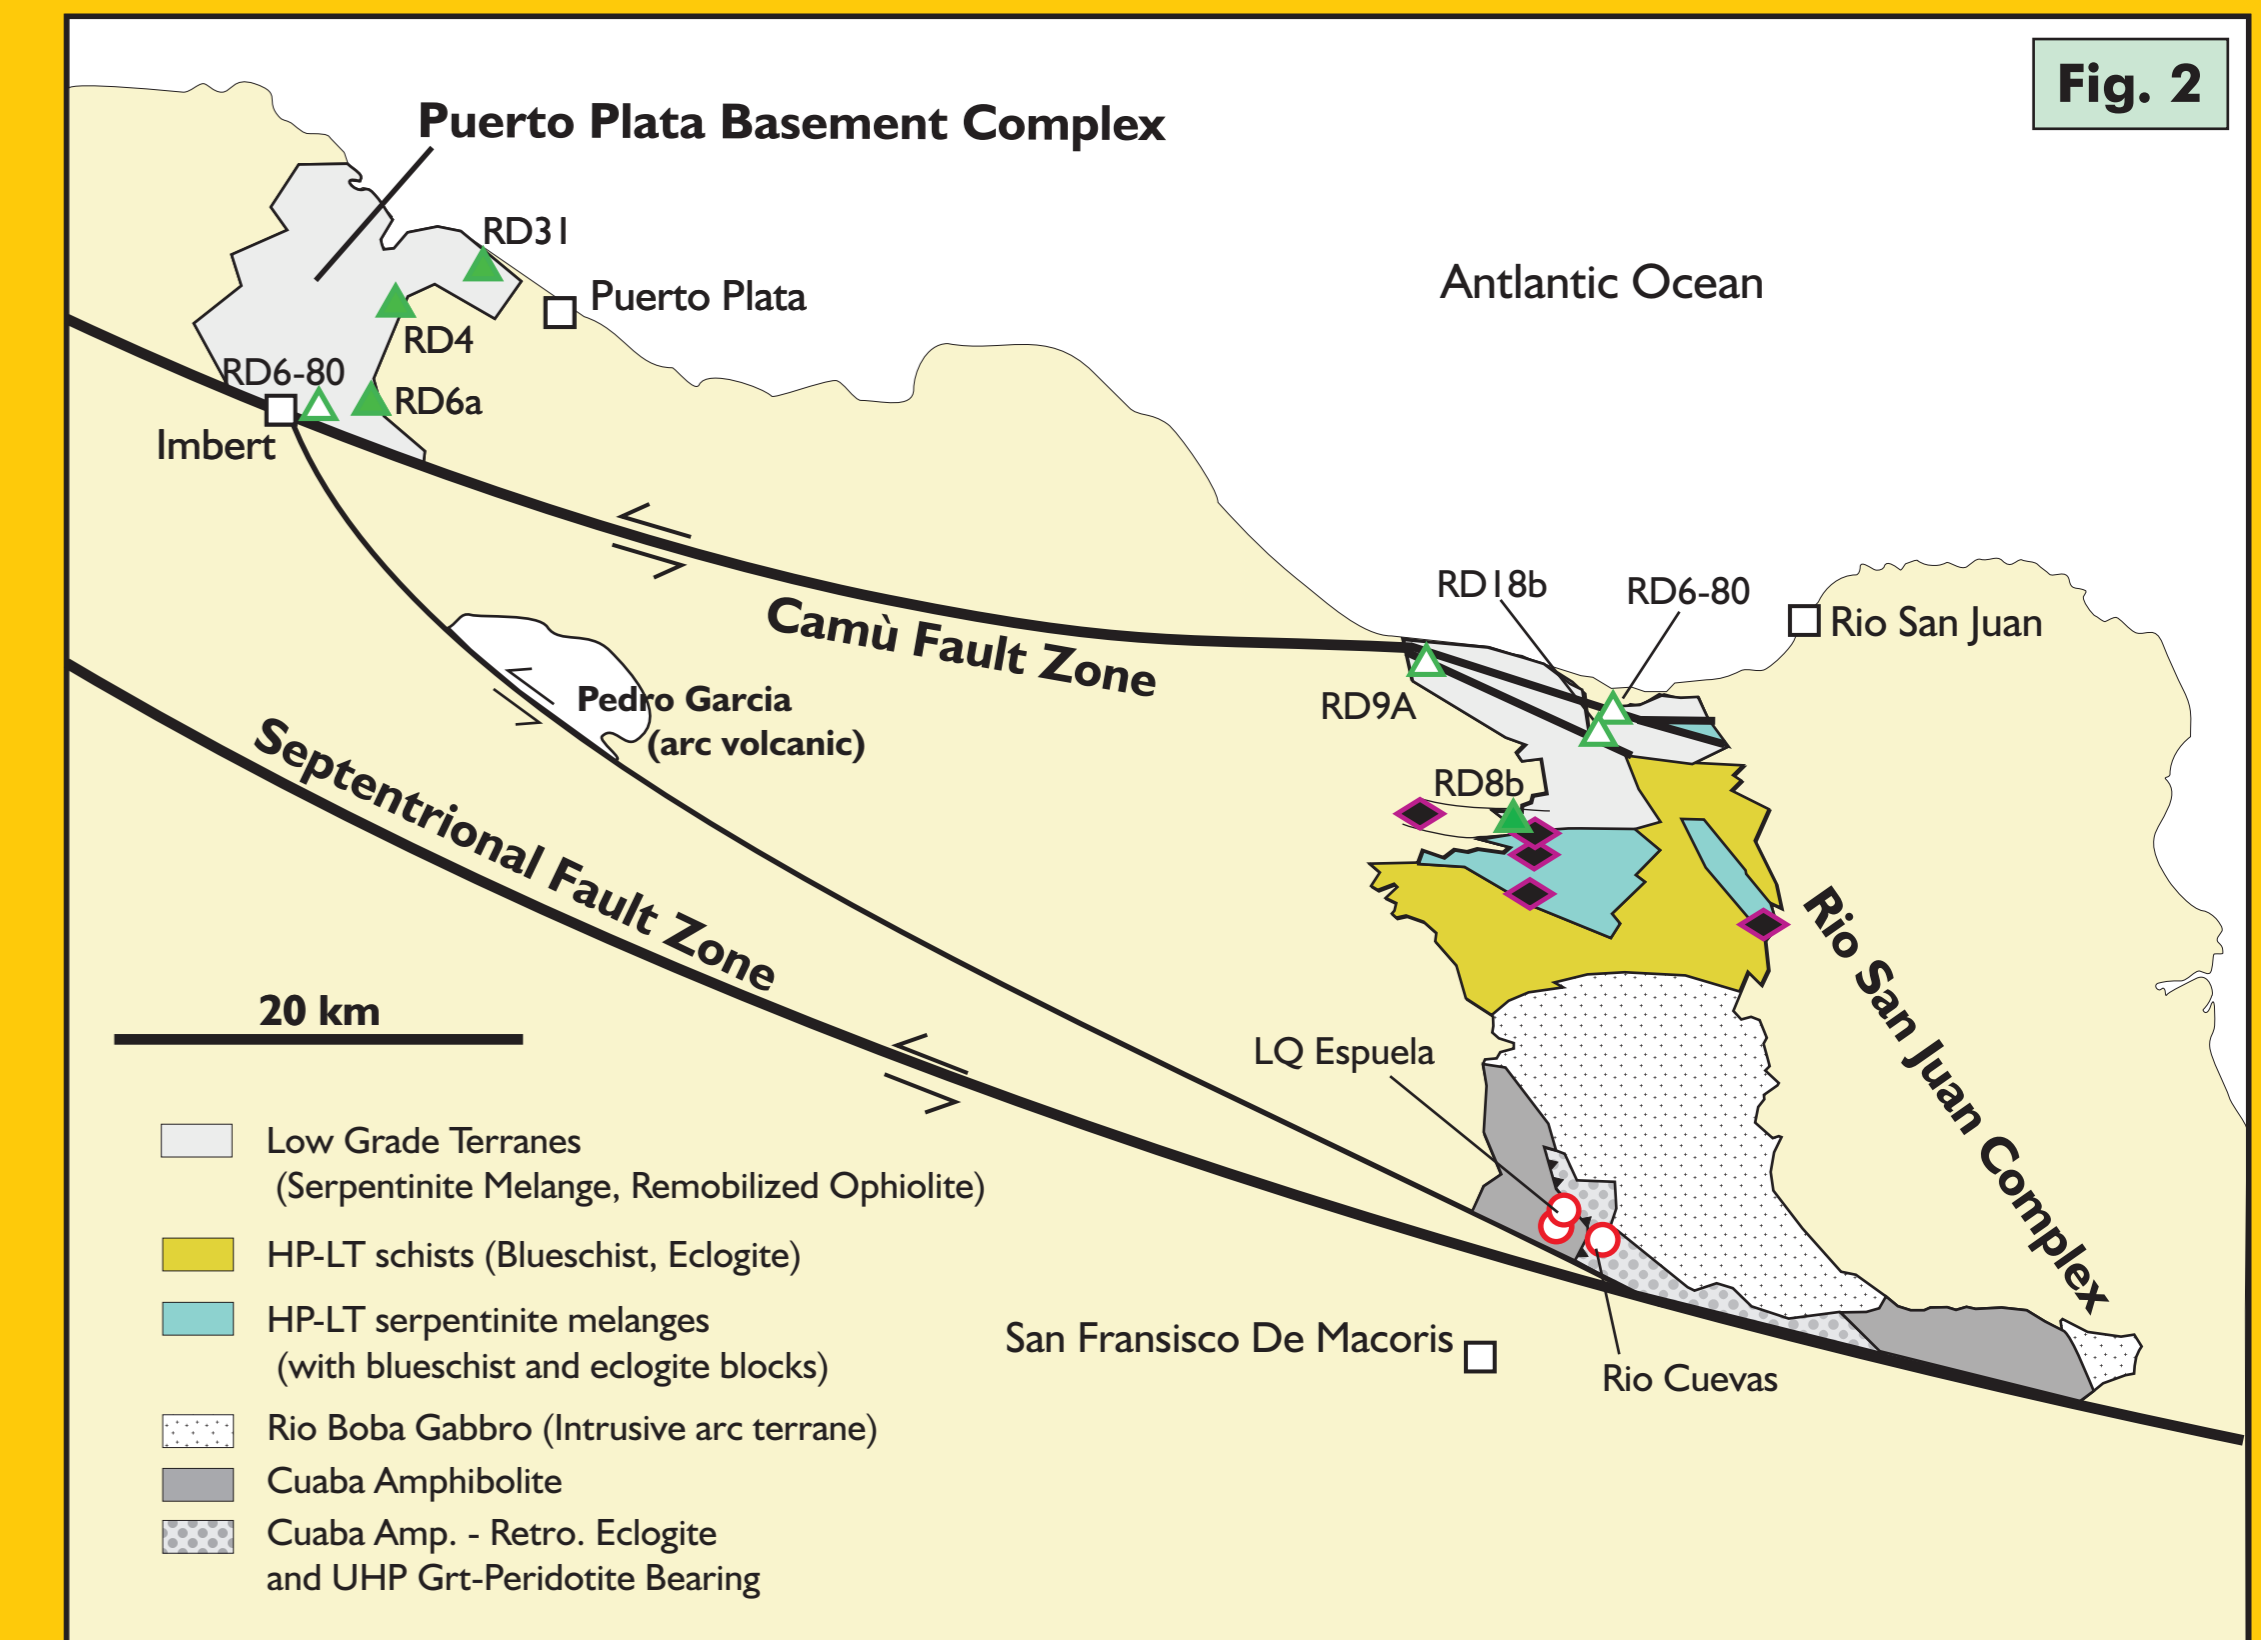 Fig. 2
Puerto Plata Basement Complex
RD31
Antlantic Ocean
Puerto Plata
RD4
RD6-80
RD6a
Imbert
RD18b
RD6-80
Rio San Juan
Camù Fault Zone
RD9A
Pedro Garcia
(arc volcanic)
Septentrional Fault Zone
RD8b
Rio San Juan Complex
20 km
LQ Espuela
Low Grade Terranes
(Serpentinite Melange, Remobilized Ophiolite)
HP-LT schists (Blueschist, Eclogite)
HP-LT serpentinite melanges
(with blueschist and eclogite blocks)
San Fransisco De Macoris
Rio Cuevas
Rio Boba Gabbro (Intrusive arc terrane)
Cuaba Amphibolite
Cuaba Amp. - Retro. Eclogite
and UHP Grt-Peridotite Bearing